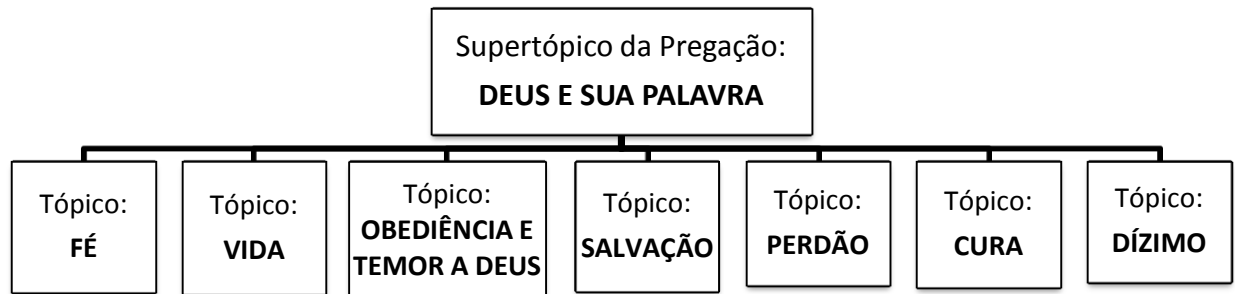 Supertópico da Pregação:
DEUS E SUA PALAVRA
Tópico:
FÉ
Tópico:
VIDA
Tópico:
OBEDIÊNCIA E
TEMOR A DEUS
Tópico:
SALVAÇÃO
Tópico:
PERDÃO
Tópico:
CURA
Tópico:
DÍZIMO